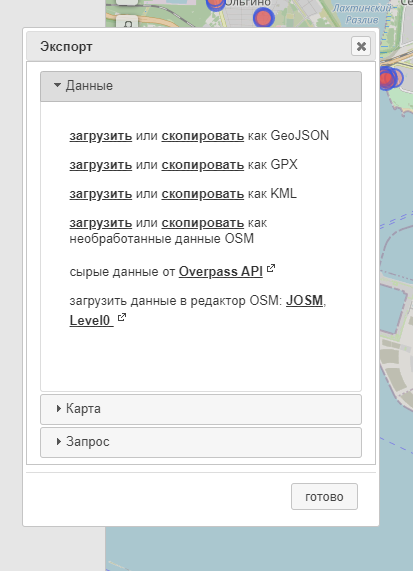 Ольгино
Лахтинский
Разлив
Экспорт
Данные
загрузить или скопировать как GeoJSON
загрузить или скопировать как GPX
загрузить или скопировать как KML
загрузить или скопировать как
необработанные данные OSM
сырые данные от Overpass API
загрузить данные в редактор OSM: JOSM,
Level0
Карта
Запрос
готово